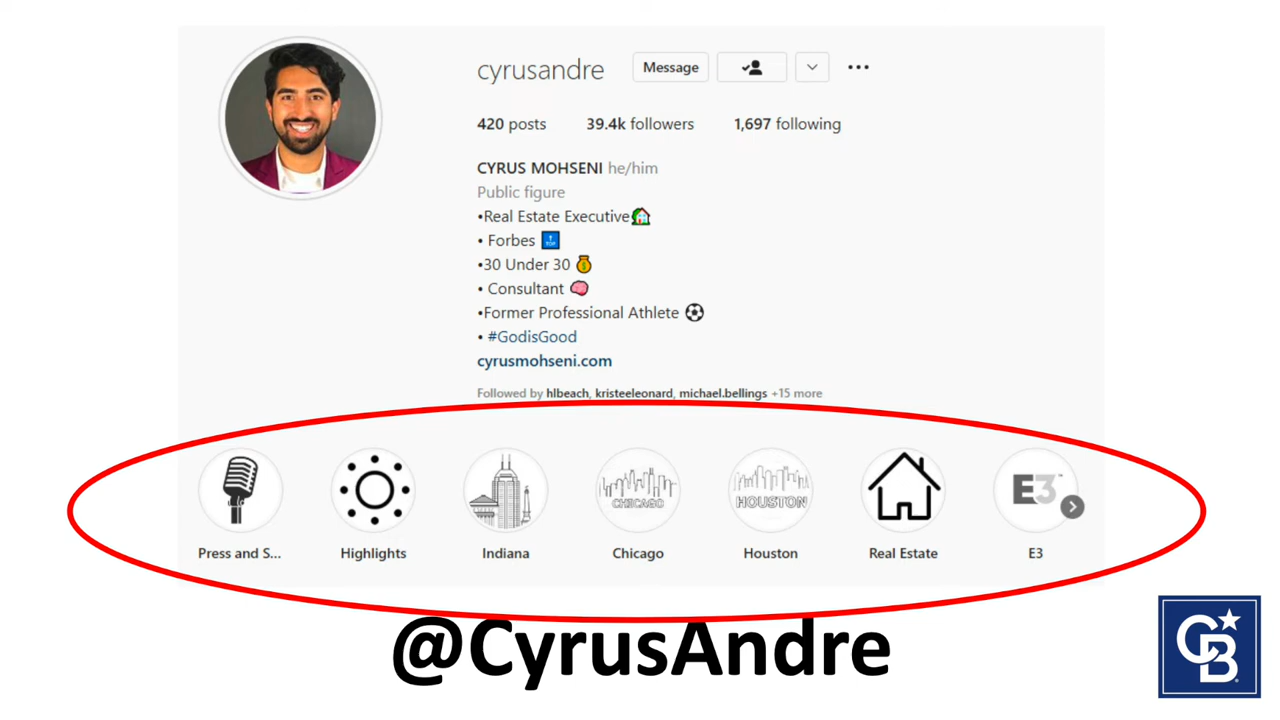 cyrusandre Message
420 posts 39.4k followers 1,697 following
CYRUS MOHSENI he/him
Public figure
•Real Estate Executive🏠
• Forbes 🔝
•30 Under 30 💰
• Consultant 🧠
•Former Professional Athlete ⚽
• #GodisGood
cyrusmohseni.com
Followed by hlbeach, kristeeleonard, michael.bellings +15 more
CHICAGO HOUSTON E3™
Press and S... Highlights Indiana Chicago Houston Real Estate E3
@CyrusAndre
CB